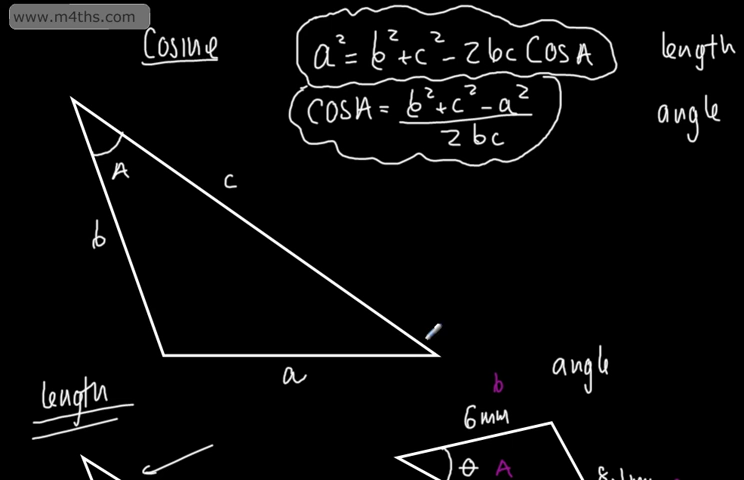 www.m4ths.com
Cosine
a² = b² + c² - 2bc CosA
length
CosA = b² + c² - a² / 2bc
angle
A
c
b
a
length
angle
b
6mm
θ A